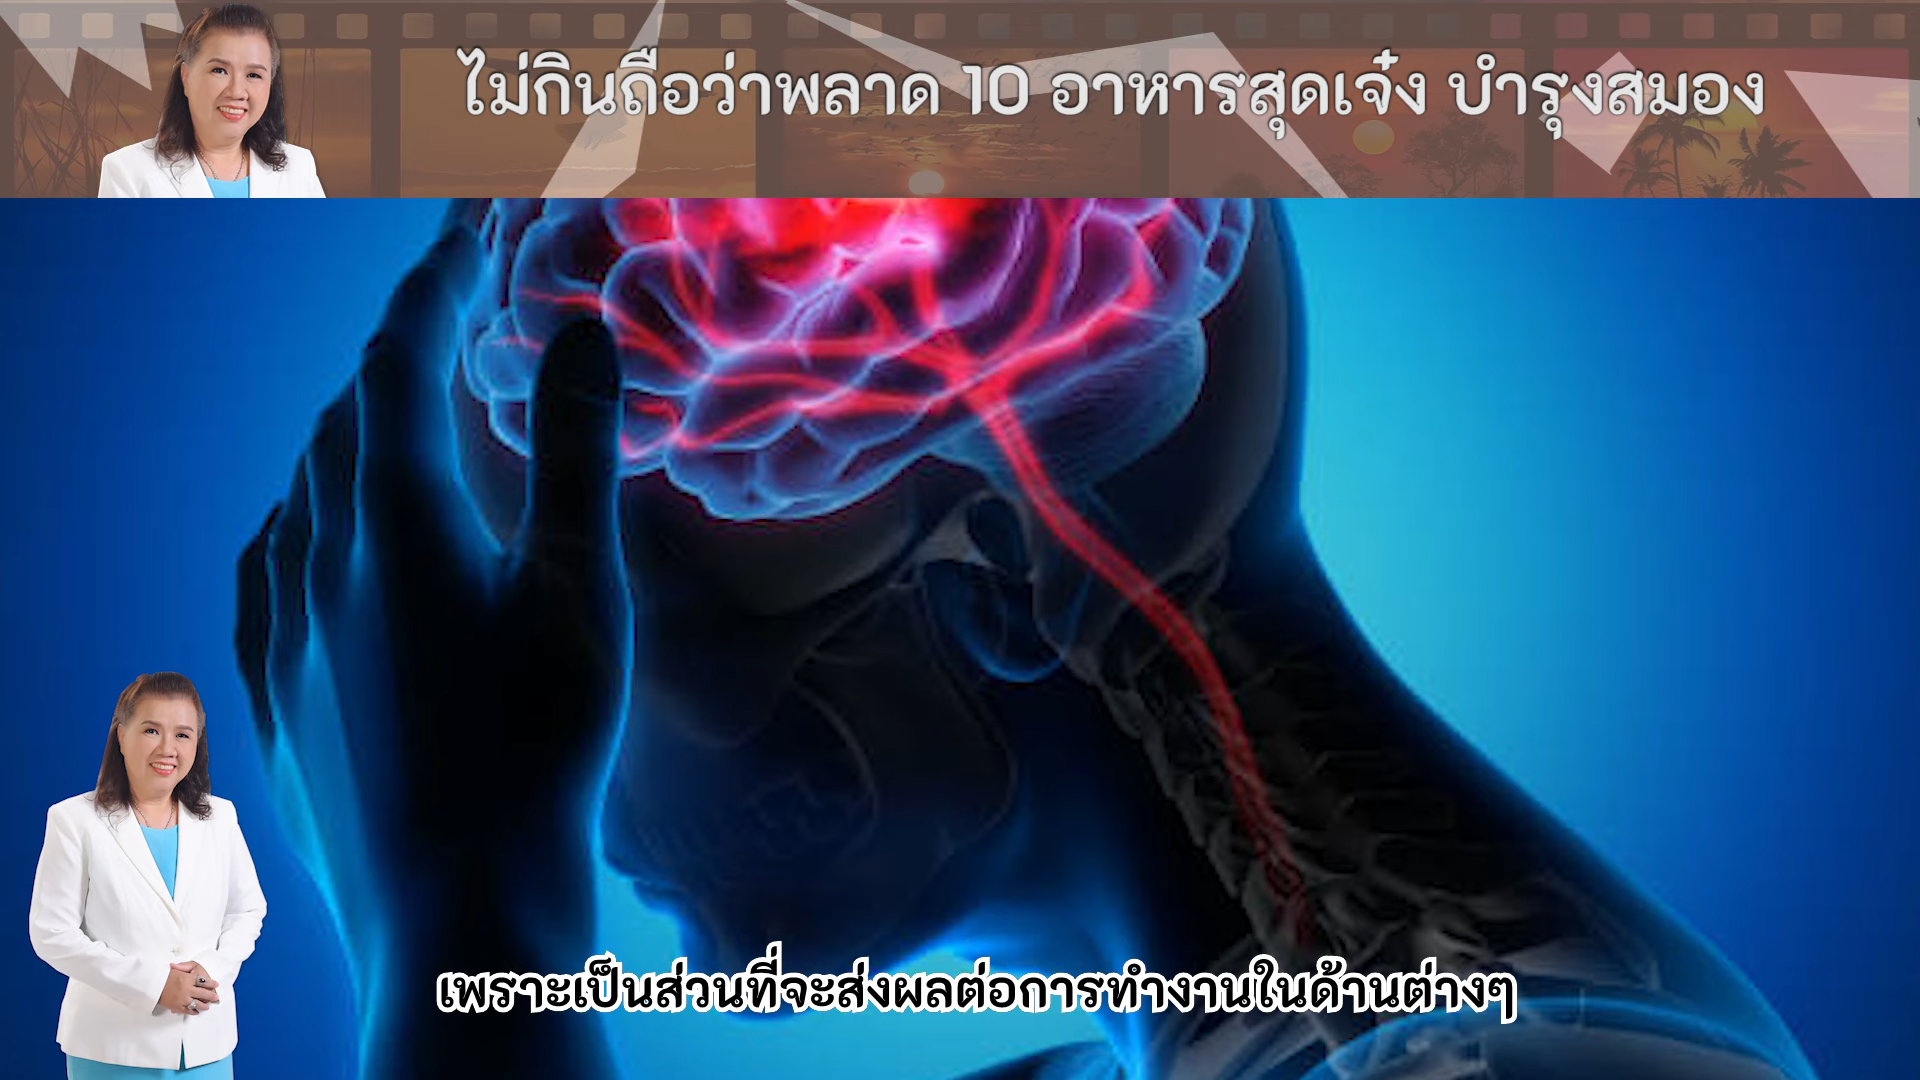 ไม่กินถือว่าพลาด 10 อาหารสุดเจ๋ง บำรุงสมอง
เพราะเป็นส่วนที่จะส่งผลต่อการทำงานในด้านต่างๆ